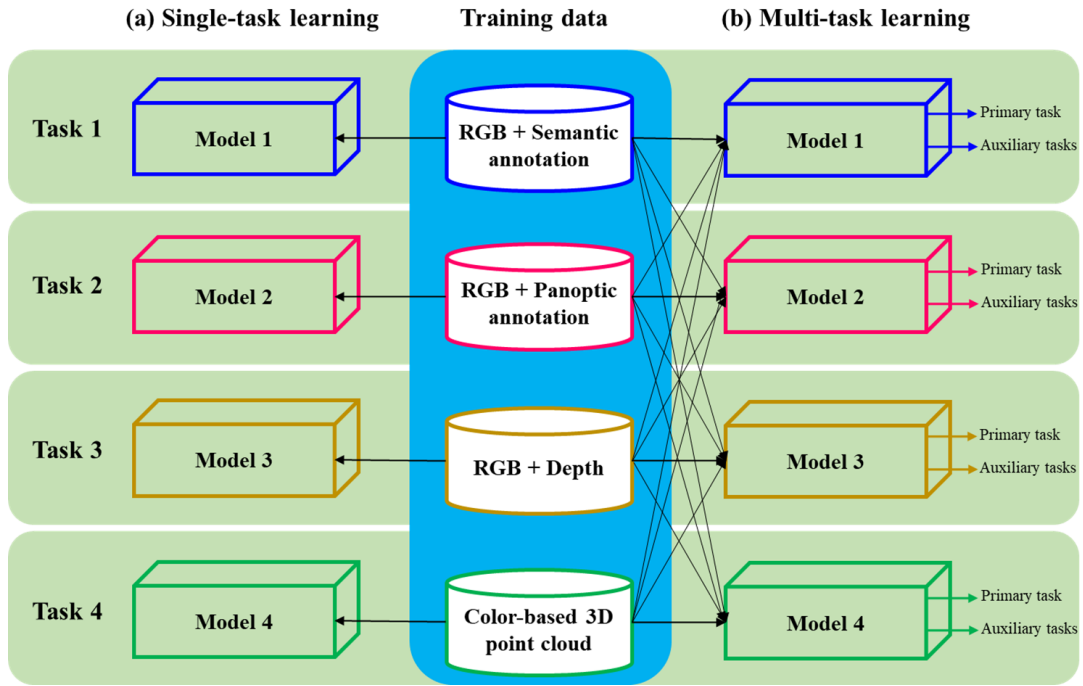 (a) Single-task learning
Training data
(b) Multi-task learning
Task 1
Model 1
RGB + Semantic
annotation
Model 1
Primary task
Auxiliary tasks
Task 2
Model 2
RGB + Panoptic
annotation
Model 2
Primary task
Auxiliary tasks
Task 3
Model 3
RGB + Depth
Model 3
Primary task
Auxiliary tasks
Task 4
Model 4
Color-based 3D
point cloud
Model 4
Primary task
Auxiliary tasks